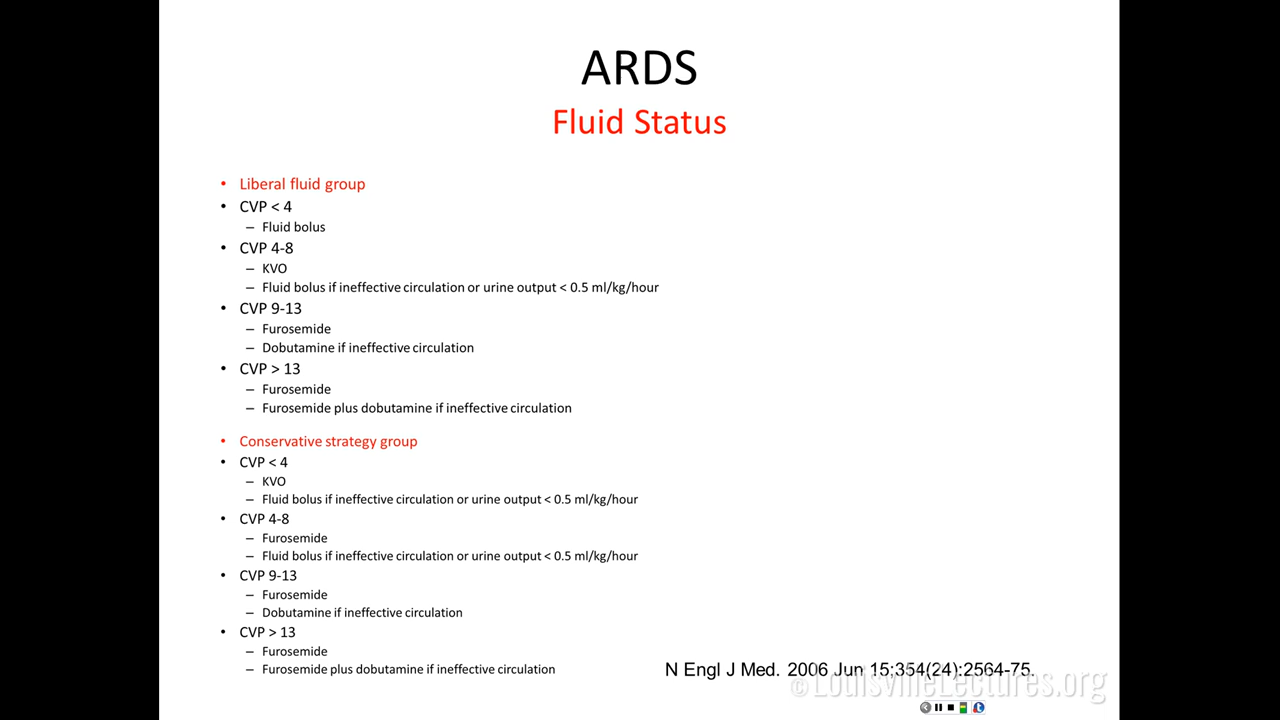 ARDS
Fluid Status
• Liberal fluid group
• CVP < 4
– Fluid bolus
• CVP 4-8
– KVO
– Fluid bolus if ineffective circulation or urine output < 0.5 ml/kg/hour
• CVP 9-13
– Furosemide
– Dobutamine if ineffective circulation
• CVP > 13
– Furosemide
– Furosemide plus dobutamine if ineffective circulation
• Conservative strategy group
• CVP < 4
– KVO
– Fluid bolus if ineffective circulation or urine output < 0.5 ml/kg/hour
• CVP 4-8
– Furosemide
– Fluid bolus if ineffective circulation or urine output < 0.5 ml/kg/hour
• CVP 9-13
– Furosemide
– Dobutamine if ineffective circulation
• CVP > 13
– Furosemide
– Furosemide plus dobutamine if ineffective circulation
N Engl J Med. 2006 Jun 15;354(24):2564-75.
©LouisvilleLectures.org